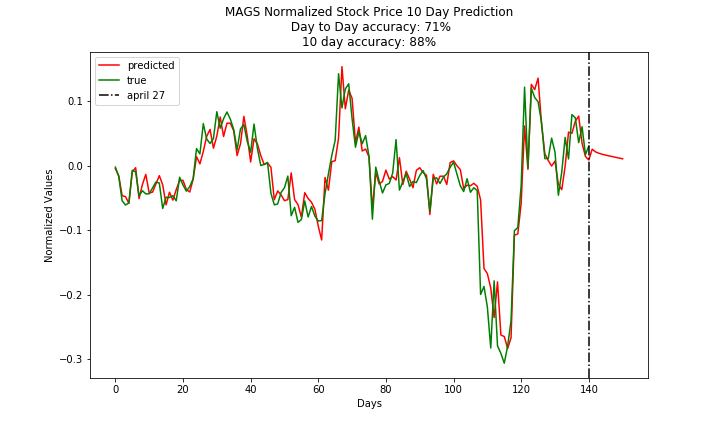 MAGS Normalized Stock Price 10 Day Prediction
Day to Day accuracy: 71%
10 day accuracy: 88%
predicted
true
april 27
0.1
0.0
−0.1
−0.2
−0.3
Normalized Values
0 20 40 60 80 100 120 140
Days